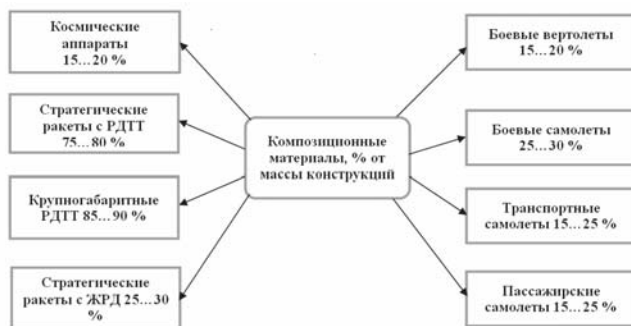 Космические
аппараты
15…20 %
Стратегические
ракеты с РДТТ
75…80 %
Крупногабаритные
РДТТ 85…90 %
Стратегические
ракеты с ЖРД 25…30
%
Композиционные
материалы, % от
массы конструкций
Боевые вертолеты
15…20 %
Боевые самолеты
25…30 %
Транспортные
самолеты 15…25 %
Пассажирские
самолеты 15…25 %